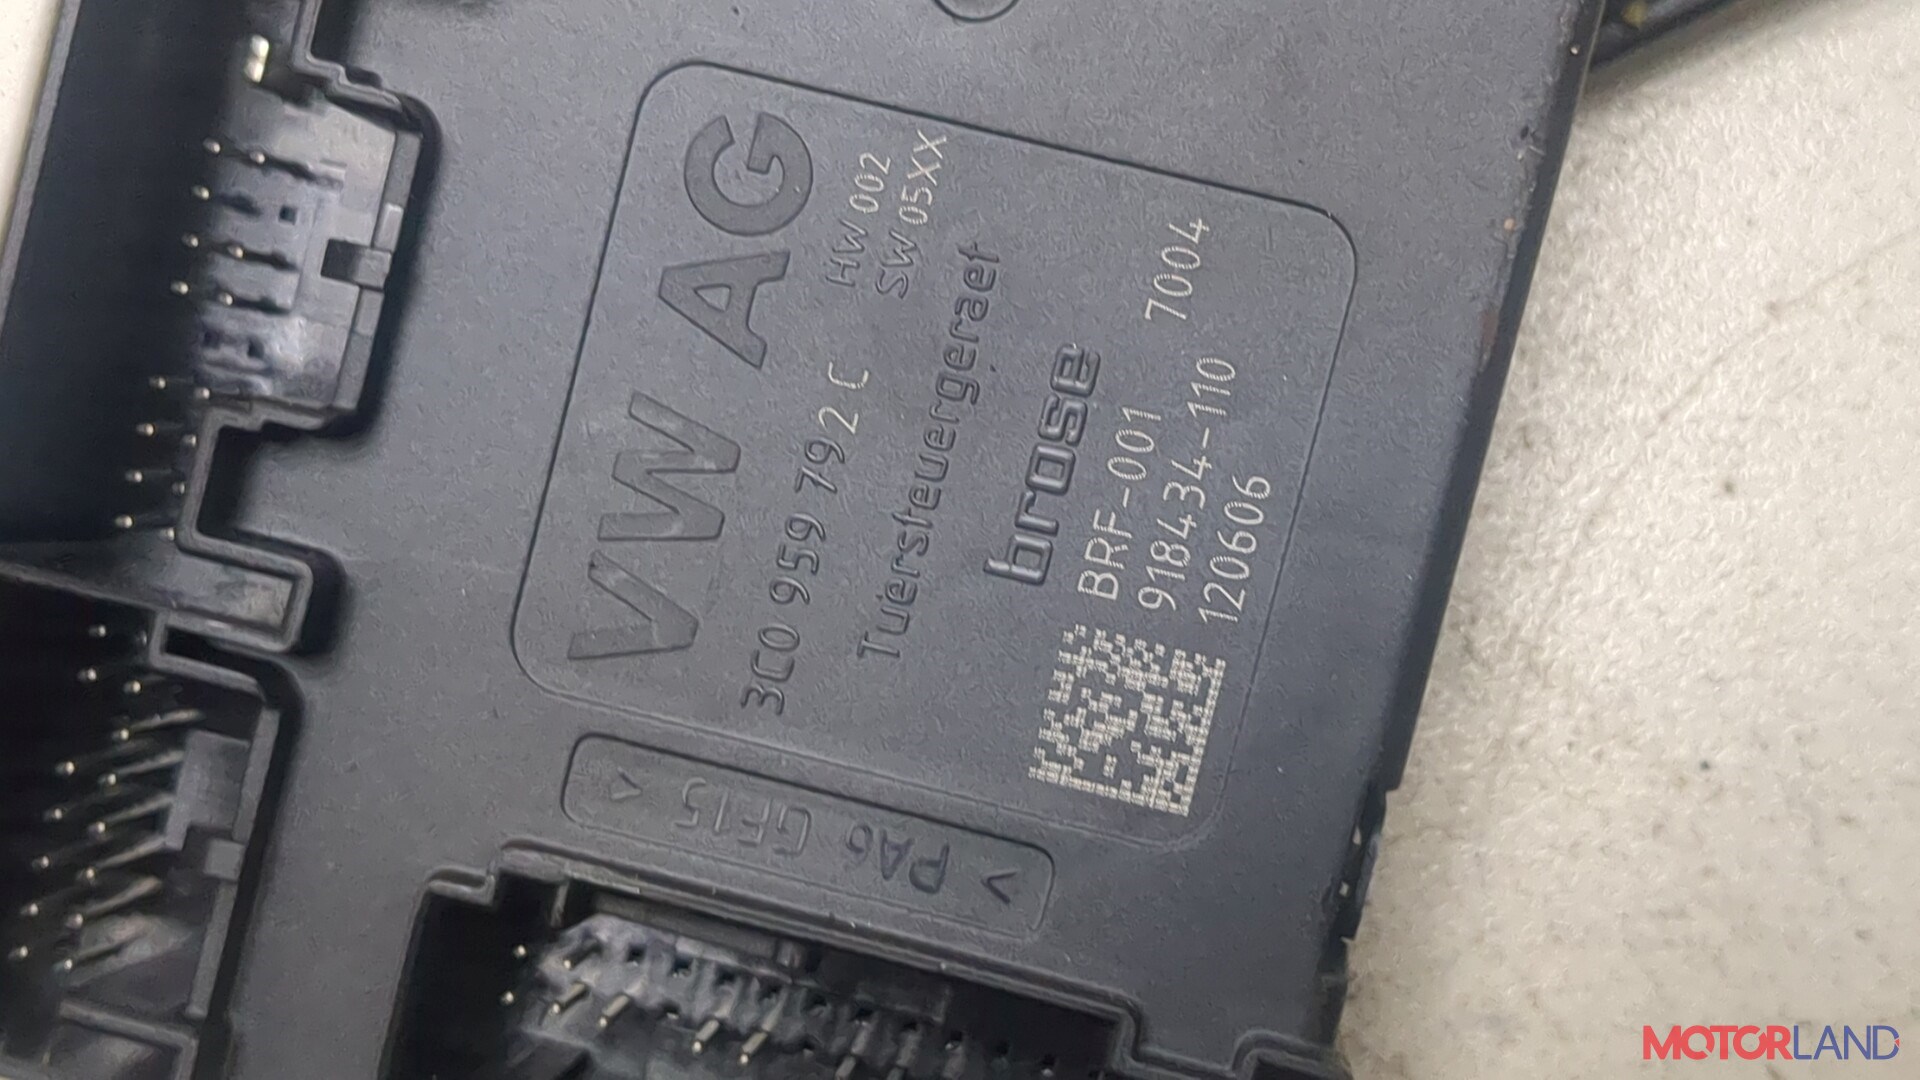 VW AG
3C0 959 792 C
HW 002
SW 05XX
Tuersteuergeraet
brose
BRF-001 7004
918434-110
120606
> PA6 GF15 <
MOTORLAND